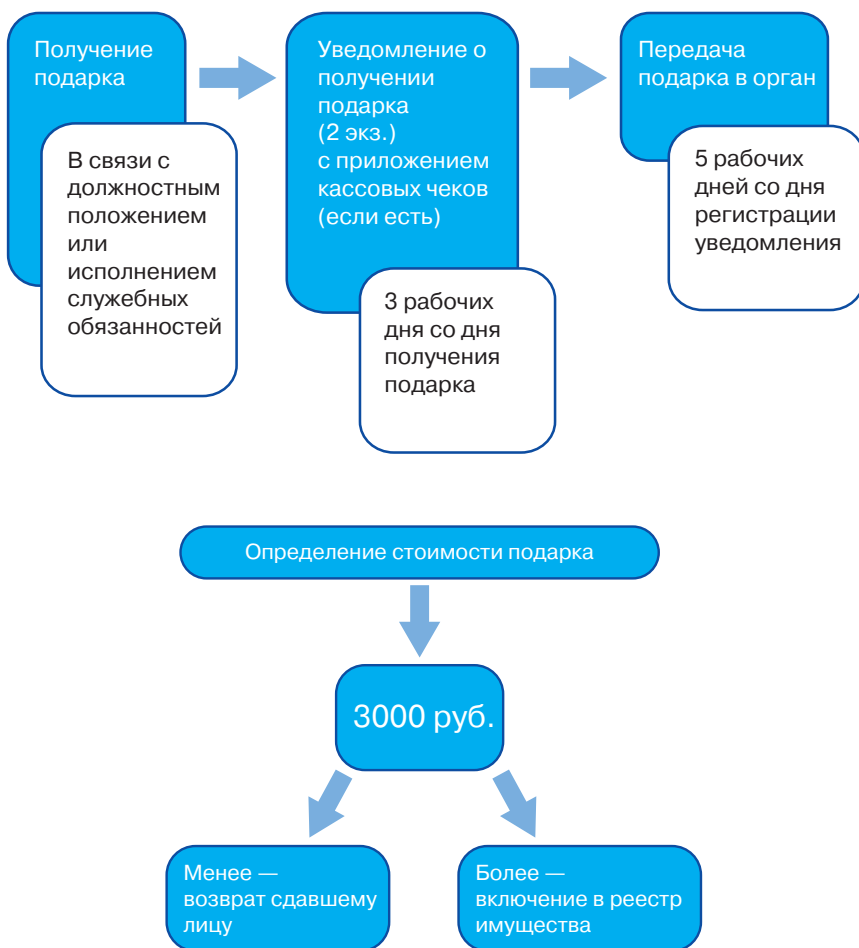 Получение
подарка
В связи с
должностным
положением
или
исполнением
служебных
обязанностей
Уведомление о
получении
подарка
(2 экз.)
с приложением
кассовых чеков
(если есть)
3 рабочих
дня со дня
получения
подарка
Передача
подарка в орган
5 рабочих
дней со дня
регистрации
уведомления
Определение стоимости подарка
3000 руб.
Менее —
возврат сдавшему
лицу
Более —
включение в реестр
имущества